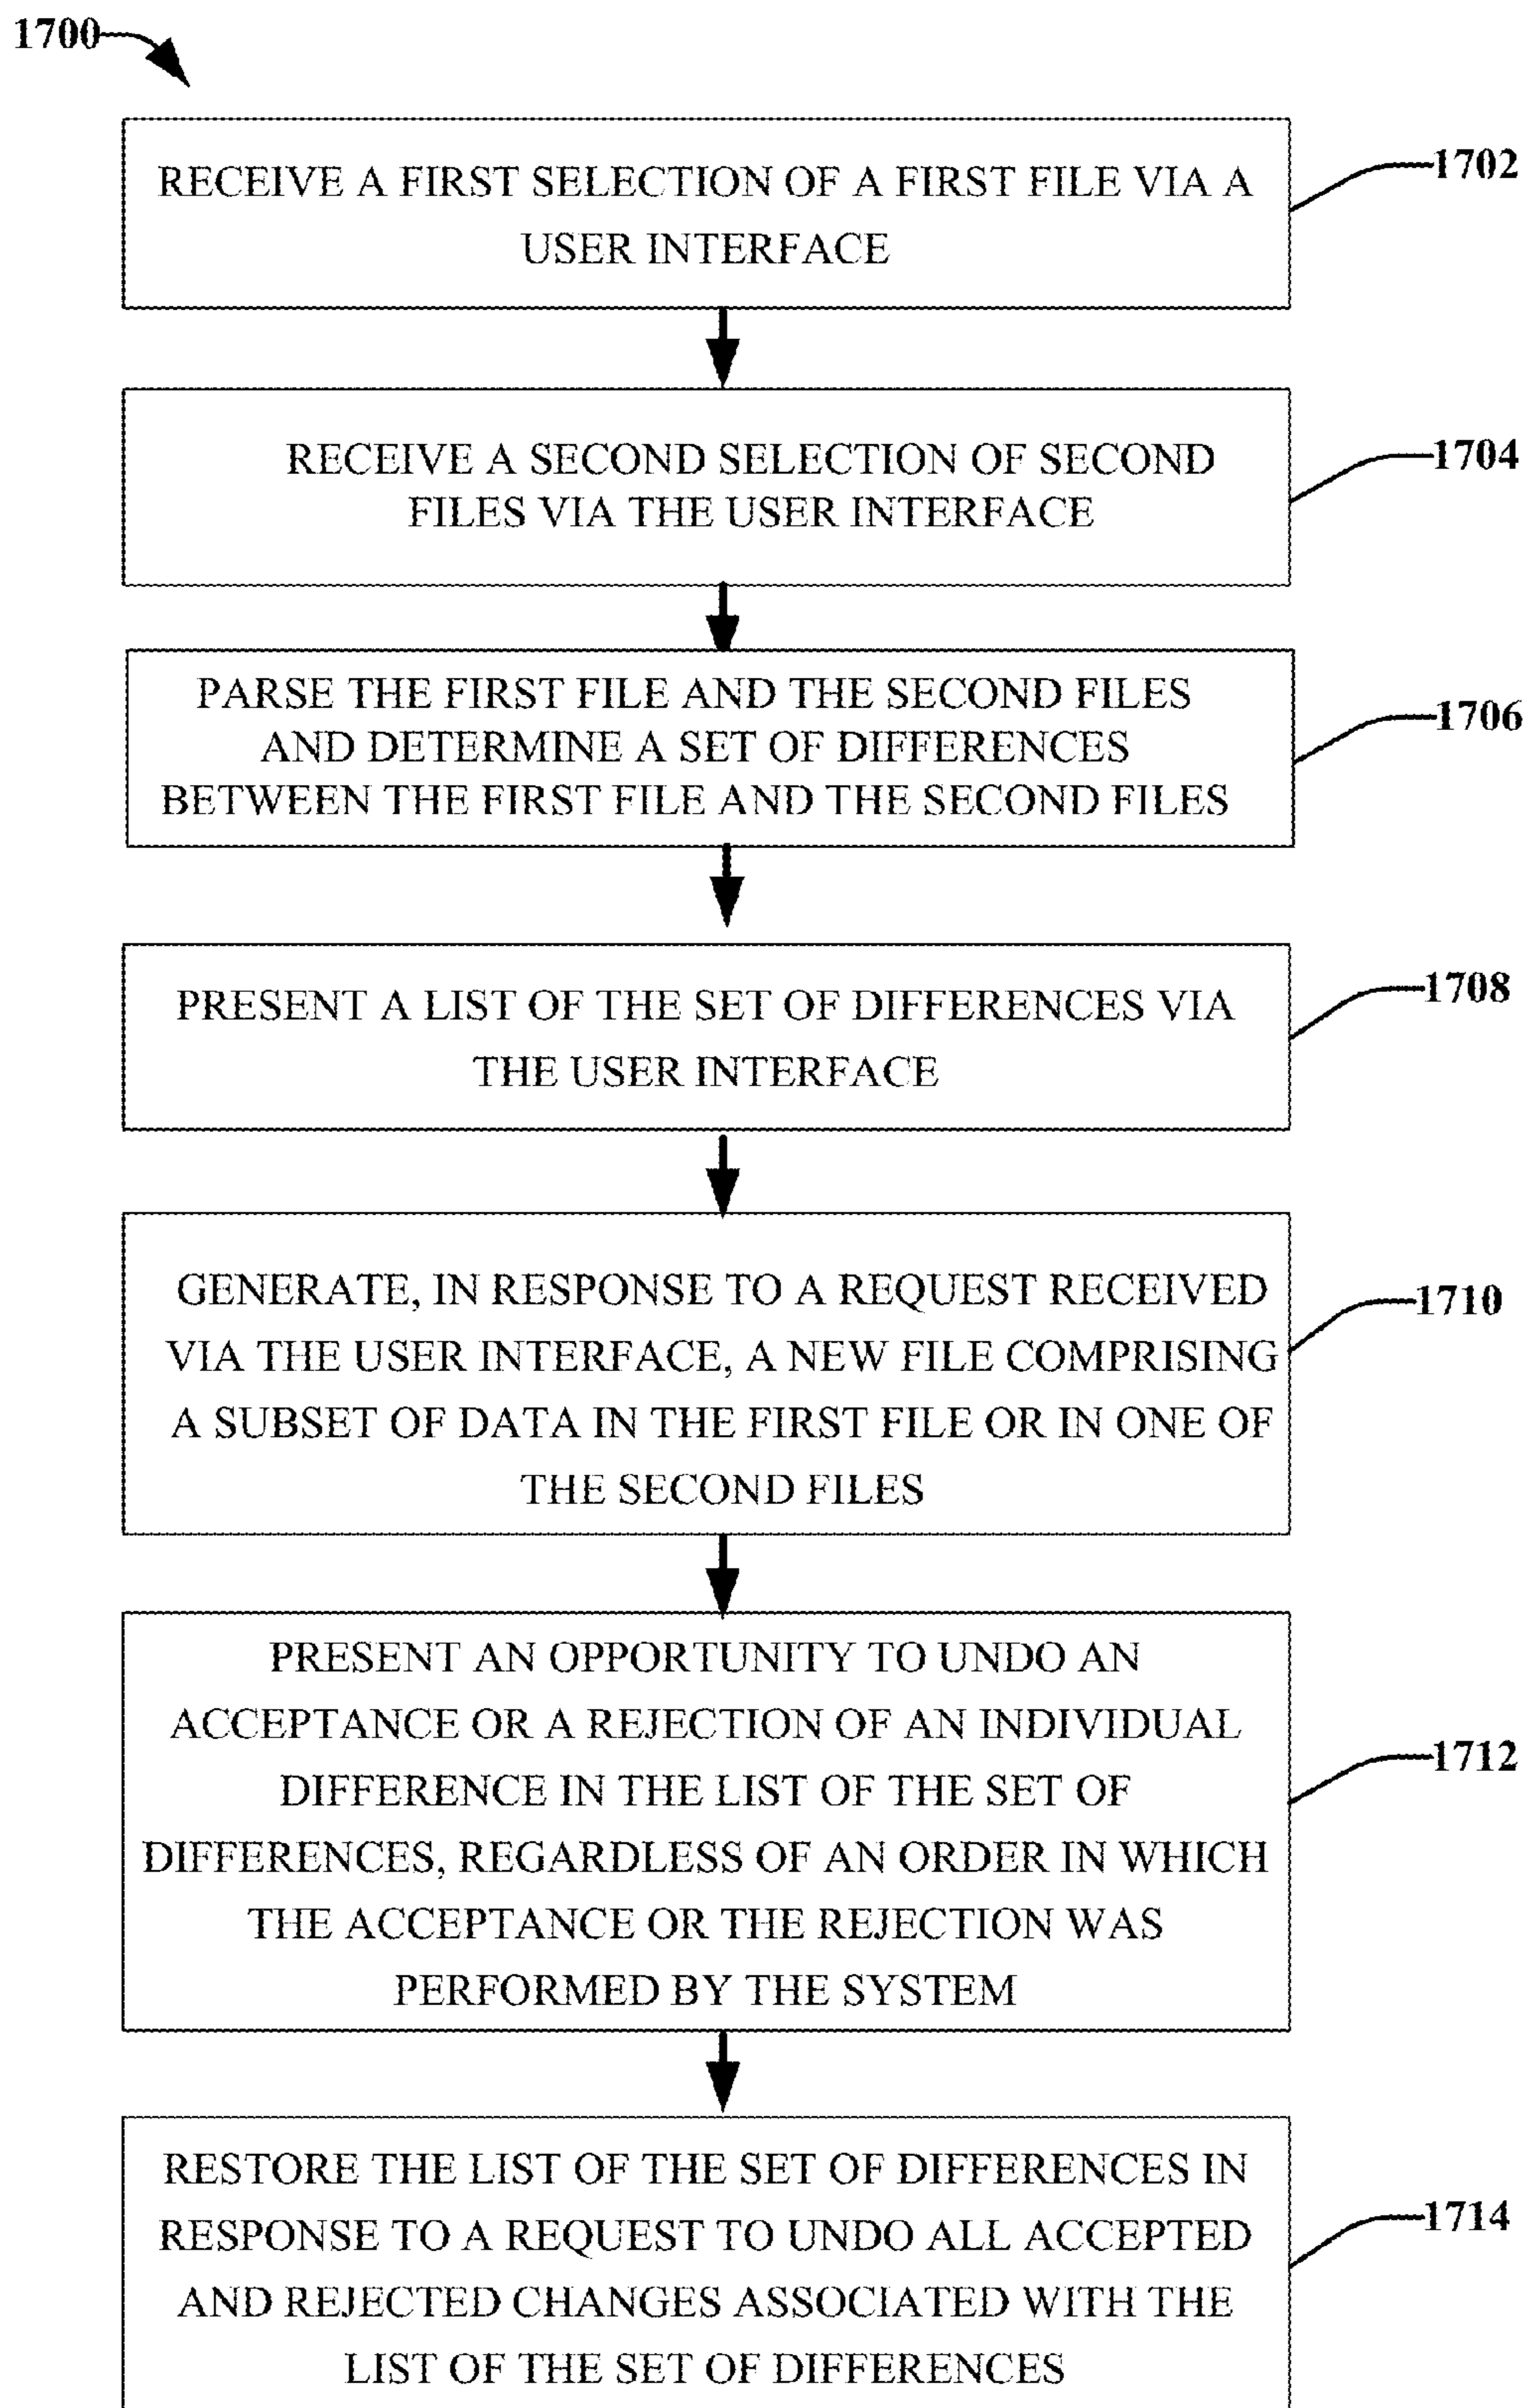 1700
RECEIVE A FIRST SELECTION OF A FIRST FILE VIA A
USER INTERFACE
1702
RECEIVE A SECOND SELECTION OF SECOND
FILES VIA THE USER INTERFACE
1704
PARSE THE FIRST FILE AND THE SECOND FILES
AND DETERMINE A SET OF DIFFERENCES
BETWEEN THE FIRST FILE AND THE SECOND FILES
1706
PRESENT A LIST OF THE SET OF DIFFERENCES VIA
THE USER INTERFACE
1708
GENERATE, IN RESPONSE TO A REQUEST RECEIVED
VIA THE USER INTERFACE, A NEW FILE COMPRISING
A SUBSET OF DATA IN THE FIRST FILE OR IN ONE OF
THE SECOND FILES
1710
PRESENT AN OPPORTUNITY TO UNDO AN
ACCEPTANCE OR A REJECTION OF AN INDIVIDUAL
DIFFERENCE IN THE LIST OF THE SET OF
DIFFERENCES, REGARDLESS OF AN ORDER IN WHICH
THE ACCEPTANCE OR THE REJECTION WAS
PERFORMED BY THE SYSTEM
1712
RESTORE THE LIST OF THE SET OF DIFFERENCES IN
RESPONSE TO A REQUEST TO UNDO ALL ACCEPTED
AND REJECTED CHANGES ASSOCIATED WITH THE
LIST OF THE SET OF DIFFERENCES
1714